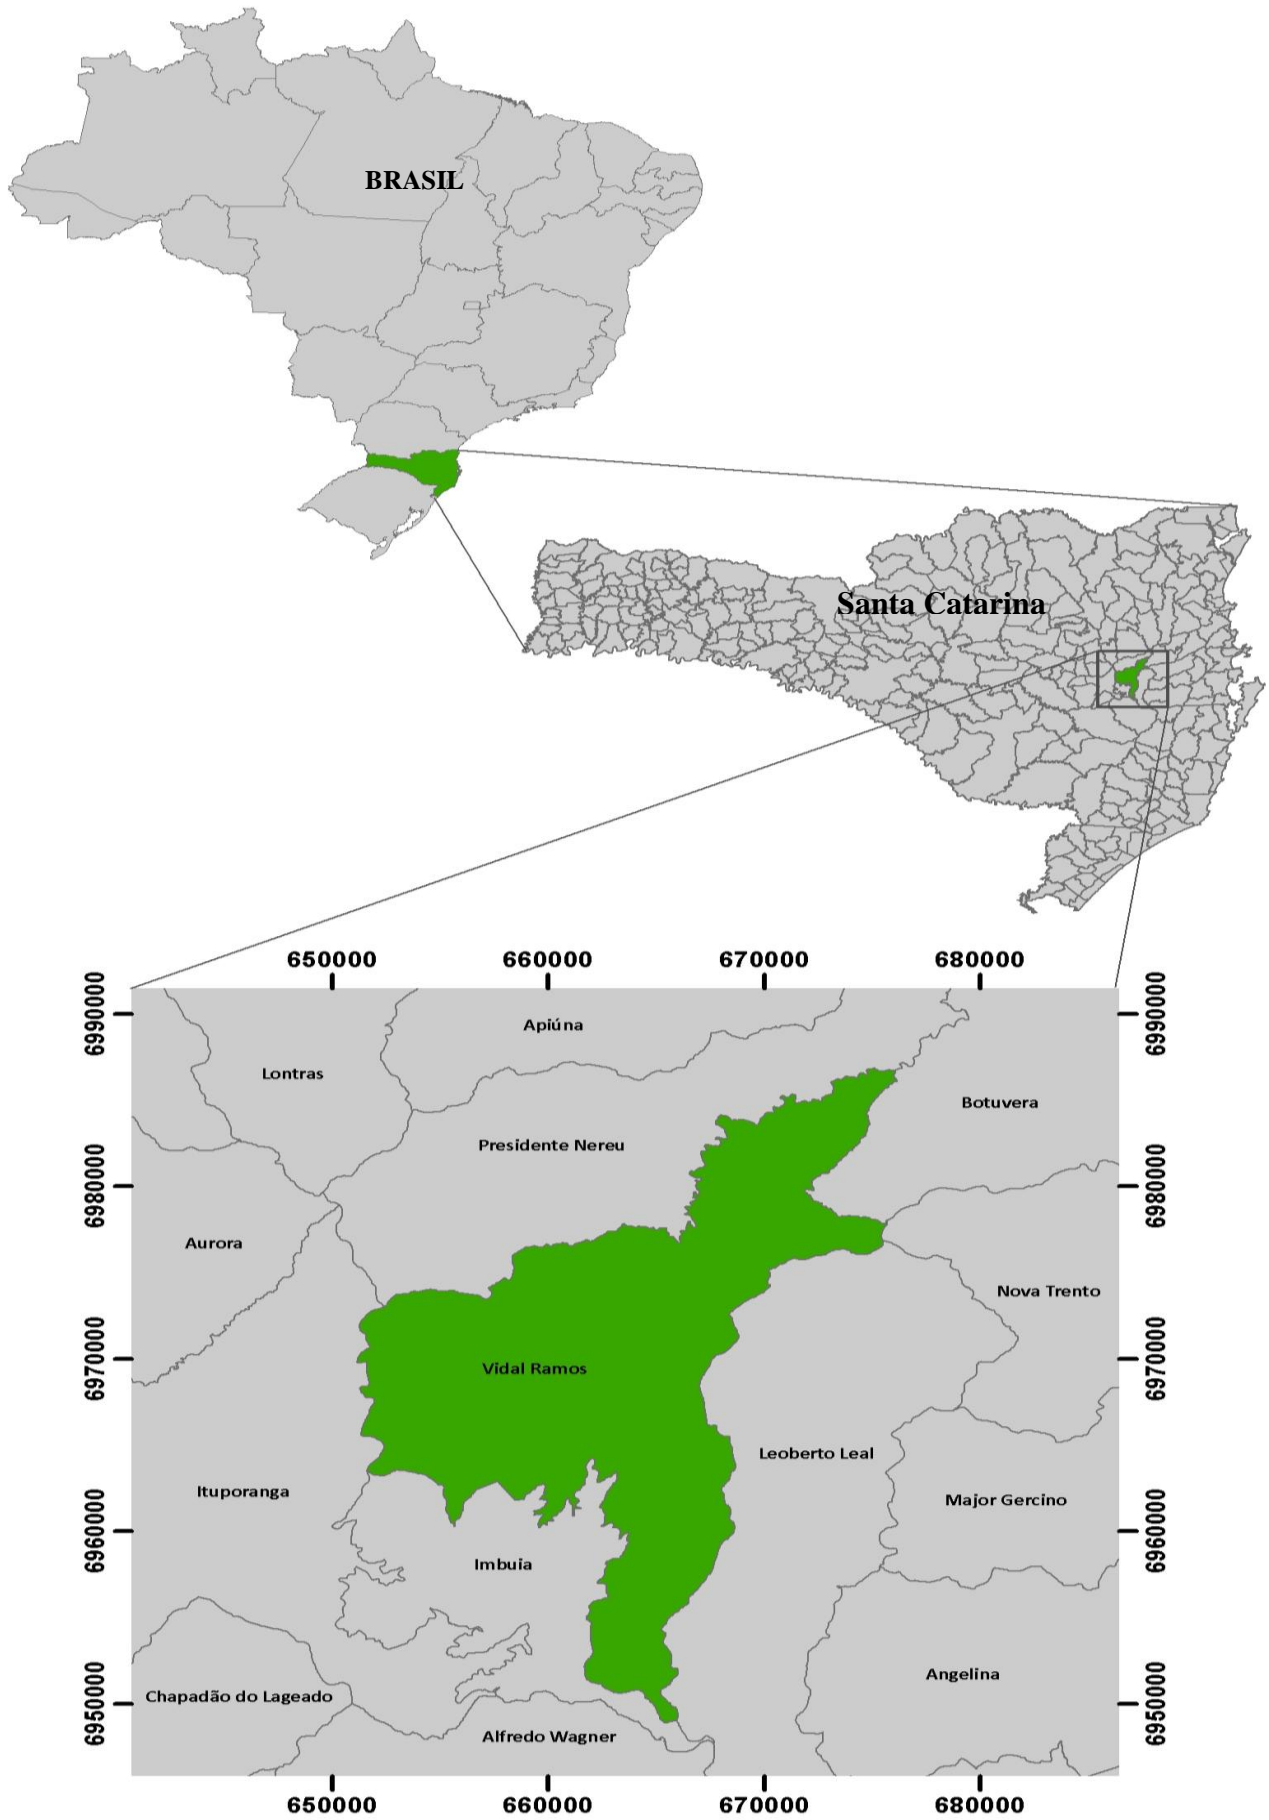 BRASIL
Santa Catarina
650000 660000 670000 680000
6990000 6990000
Apiúna
Lontras
Botuvera
Presidente Nereu
6980000 6980000
Aurora
Nova Trento
6970000 6970000
Vidal Ramos
Leoberto Leal
Ituporanga
Major Gercino
6960000 6960000
Imbuia
Angelina
Chapadão do Lageado
6950000 6950000
Alfredo Wagner
650000 660000 670000 680000